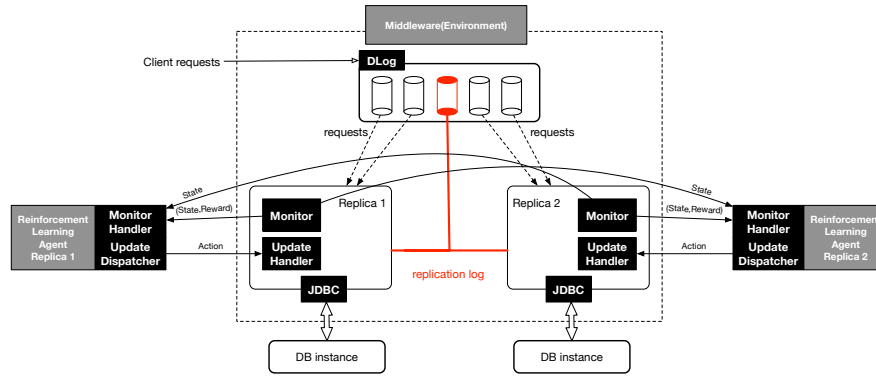 Middleware(Environment)
Client requests
DLog
requests
requests
State
State
(State,Reward)
(State,Reward)
Reinforcement
Learning
Agent
Replica 1
Monitor
Handler
Update
Dispatcher
Action
Monitor
Replica 1
Update
Handler
JDBC
replication log
Replica 2
Monitor
Update
Handler
JDBC
Action
Monitor
Handler
Update
Dispatcher
Reinforcement
Learning
Agent
Replica 2
DB instance
DB instance